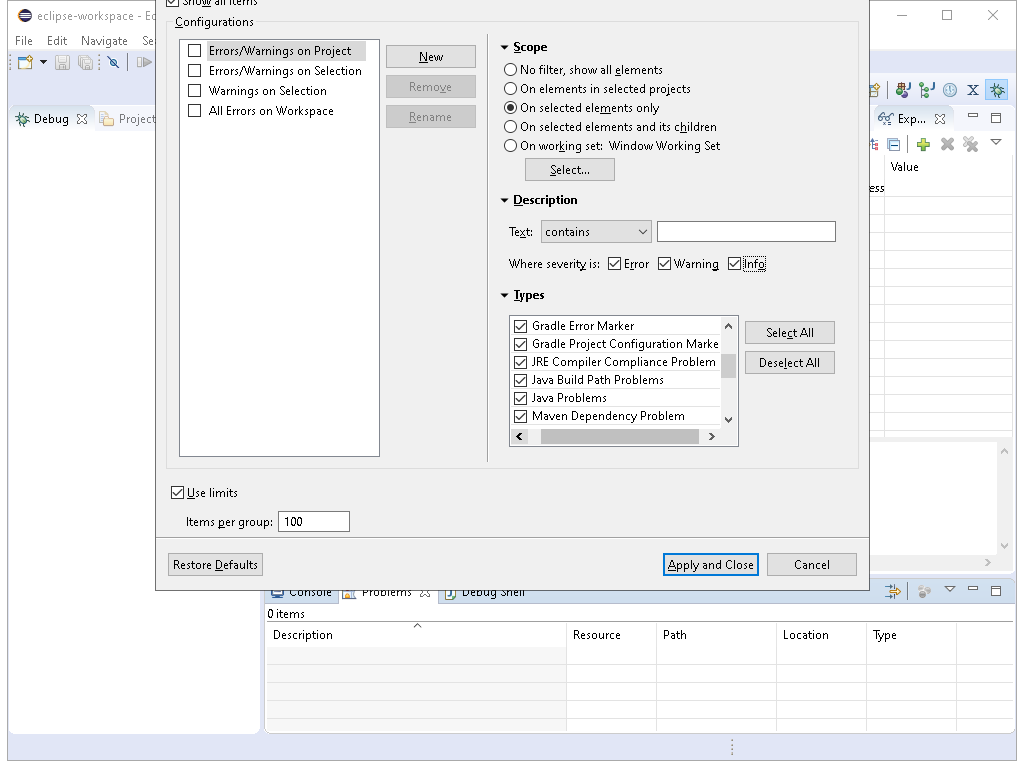 eclipse-workspace - Ec
Show all items
File Edit Navigate Se
Configurations
Errors/Warnings on Project
Errors/Warnings on Selection
Warnings on Selection
All Errors on Workspace
New
Remove
Rename
Scope
No filter, show all elements
On elements in selected projects
On selected elements only
On selected elements and its children
On working set: Window Working Set
Select...
Description
Text: contains
Where severity is: Error Warning Info
Types
Gradle Error Marker
Gradle Project Configuration Marke
JRE Compiler Compliance Problem
Java Build Path Problems
Java Problems
Maven Dependency Problem
Select All
Deselect All
Use limits
Items per group: 100
Restore Defaults
Apply and Close
Cancel
Debug
Project
X
Exp...
Value
ess
Console
Problems
Debug Shell
0 items
Description Resource Path Location Type